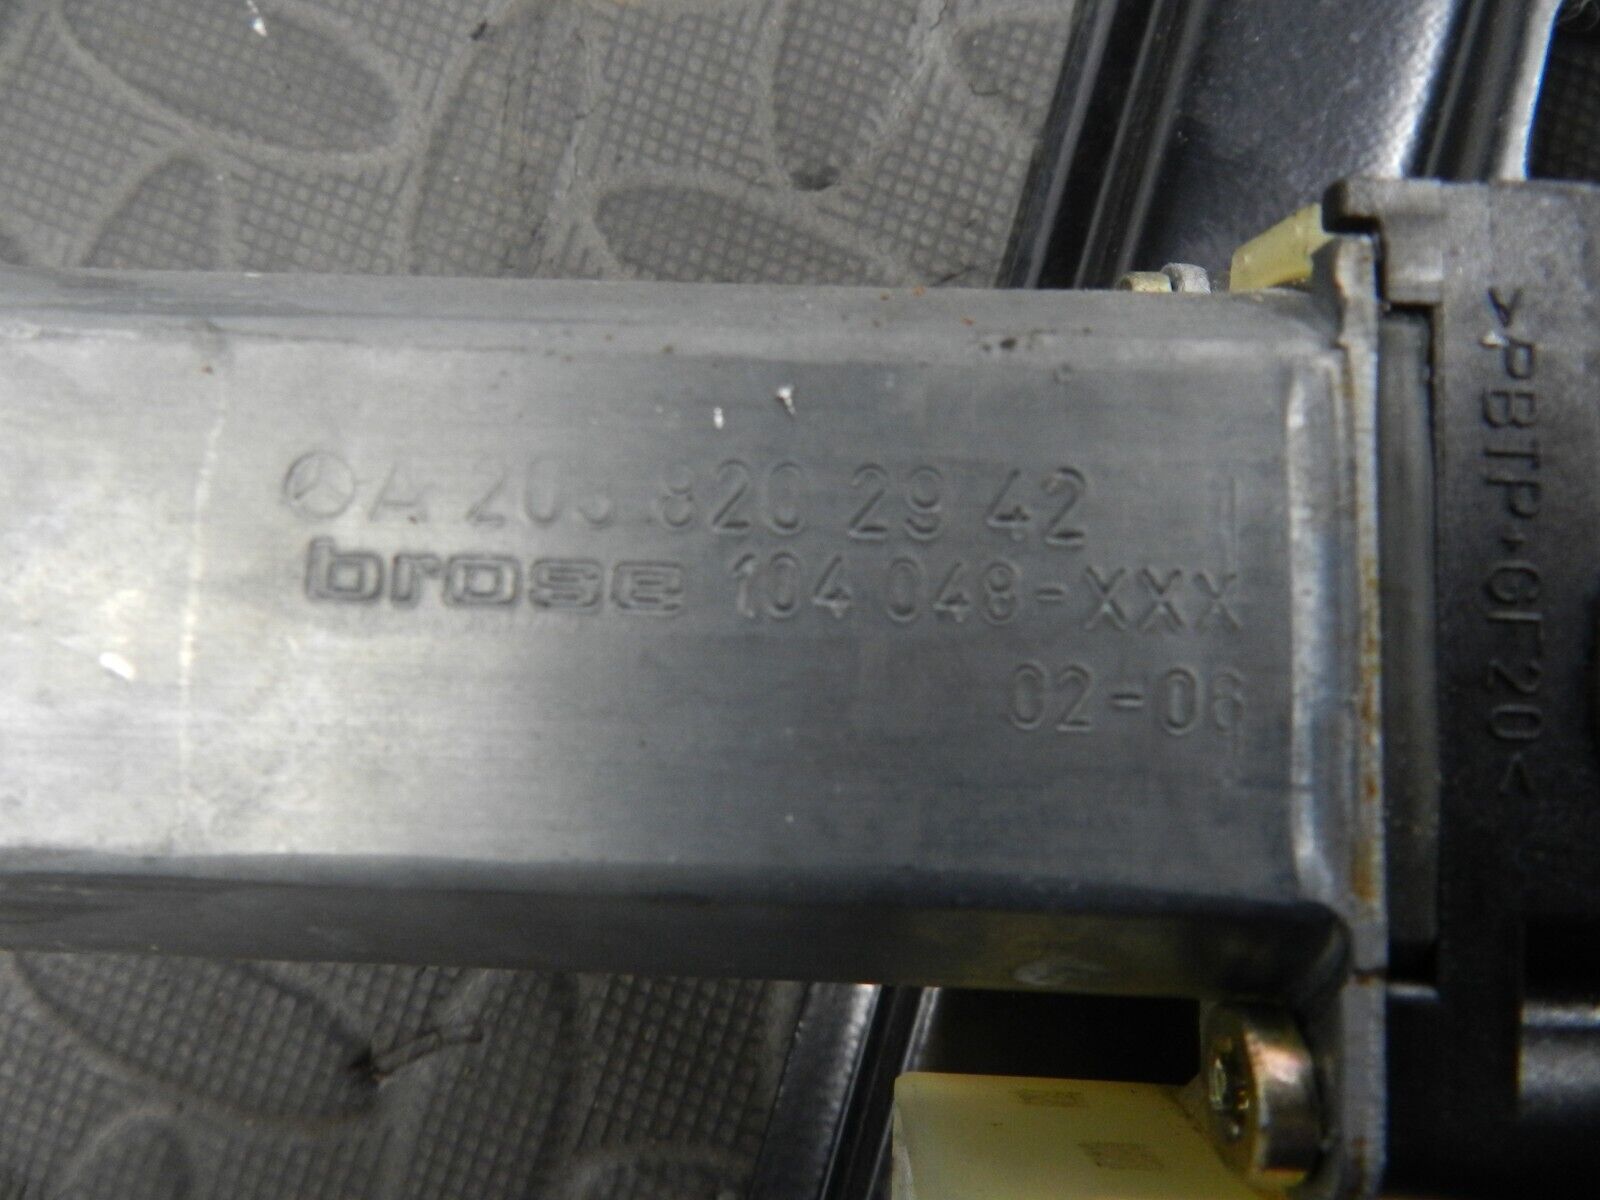 A 203 820 29 42
brose 104 048-XXX
02-06
>PBTP-GF20<